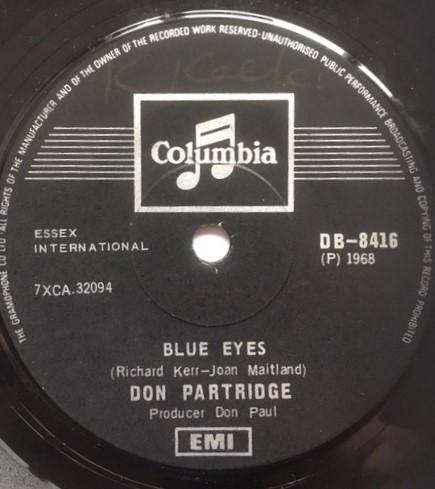 THE GRAMOPHONE CO LTD · ALL RIGHTS OF THE MANUFACTURER AND OF THE OWNER OF THE RECORDED WORK RESERVED·UNAUTHORISED PUBLIC PERFORMANCE BROADCASTING AND COPYING OF THIS RECORD PROHIBITED
Columbia
ESSEX
INTERNATIONAL
DB-8416
(P) 1968
7XCA.32094
BLUE EYES
(Richard Kerr-Joan Maitland)
DON PARTRIDGE
Producer Don Paul
EMI